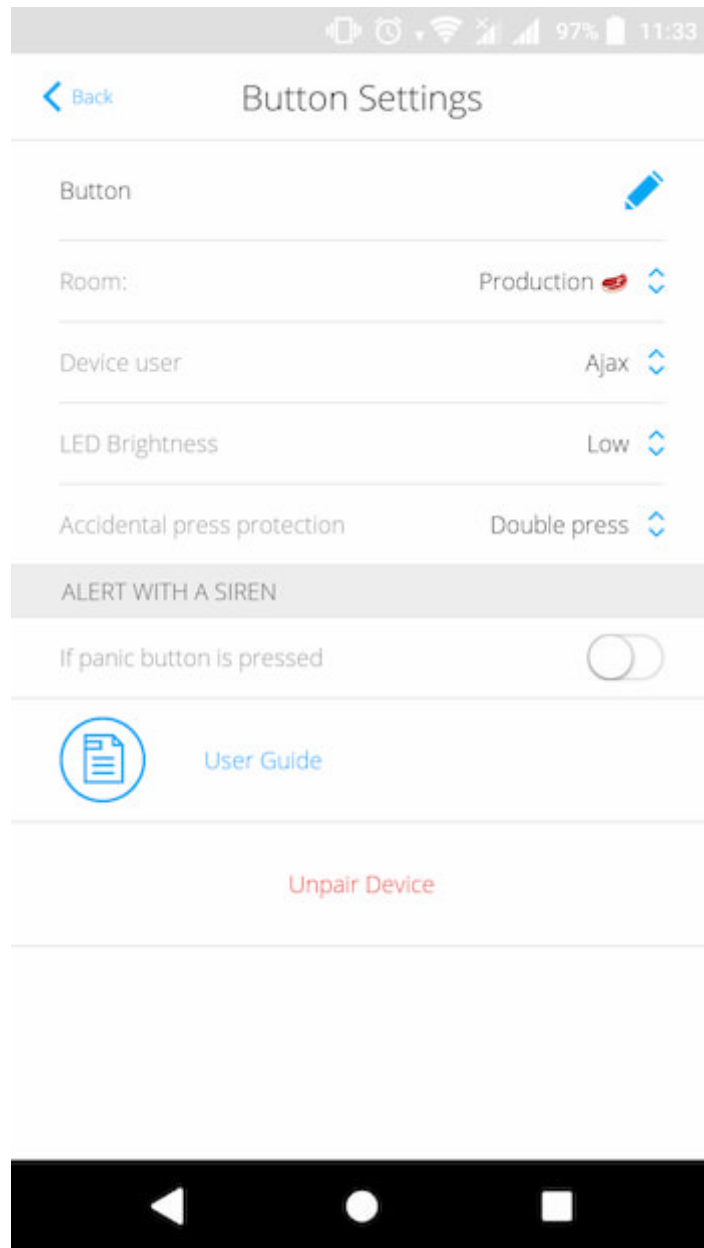 97% 11:33
Back Button Settings
Button
Room: Production 🥩
Device user Ajax
LED Brightness Low
Accidental press protection Double press
ALERT WITH A SIREN
If panic button is pressed
User Guide
Unpair Device